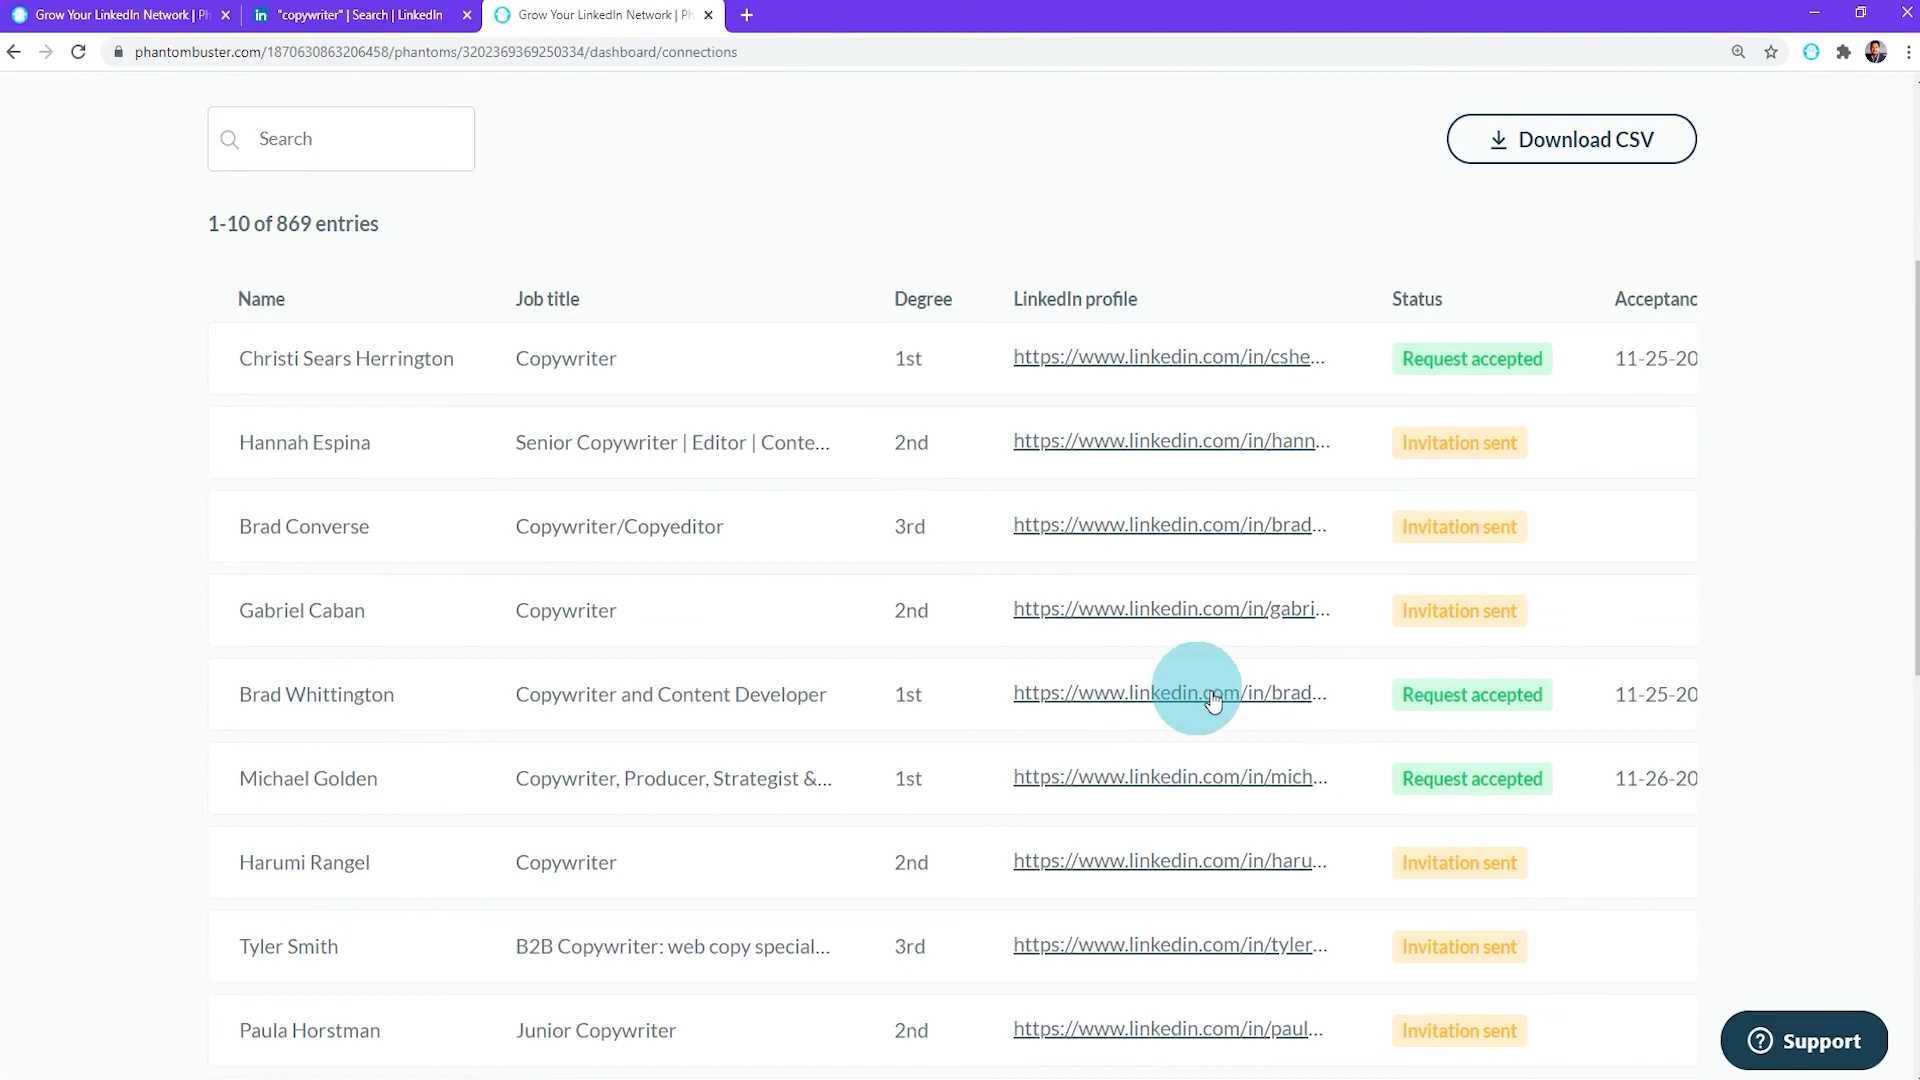 Grow Your LinkedIn Network | Ph
"copywriter" | Search | LinkedIn
Grow Your LinkedIn Network | Ph
phantombuster.com/1870630863206458/phantoms/3202369369250334/dashboard/connections
Search
Download CSV
1-10 of 869 entries
Name Job title Degree LinkedIn profile Status Acceptanc
Christi Sears Herrington Copywriter 1st https://www.linkedin.com/in/cshe... Request accepted 11-25-20
Hannah Espina Senior Copywriter | Editor | Conte... 2nd https://www.linkedin.com/in/hann... Invitation sent
Brad Converse Copywriter/Copyeditor 3rd https://www.linkedin.com/in/brad... Invitation sent
Gabriel Caban Copywriter 2nd https://www.linkedin.com/in/gabri... Invitation sent
Brad Whittington Copywriter and Content Developer 1st https://www.linkedin.com/in/brad... Request accepted 11-25-20
Michael Golden Copywriter, Producer, Strategist &... 1st https://www.linkedin.com/in/mich... Request accepted 11-26-20
Harumi Rangel Copywriter 2nd https://www.linkedin.com/in/haru... Invitation sent
Tyler Smith B2B Copywriter: web copy special... 3rd https://www.linkedin.com/in/tyler... Invitation sent
Paula Horstman Junior Copywriter 2nd https://www.linkedin.com/in/paul... Invitation sent
Support